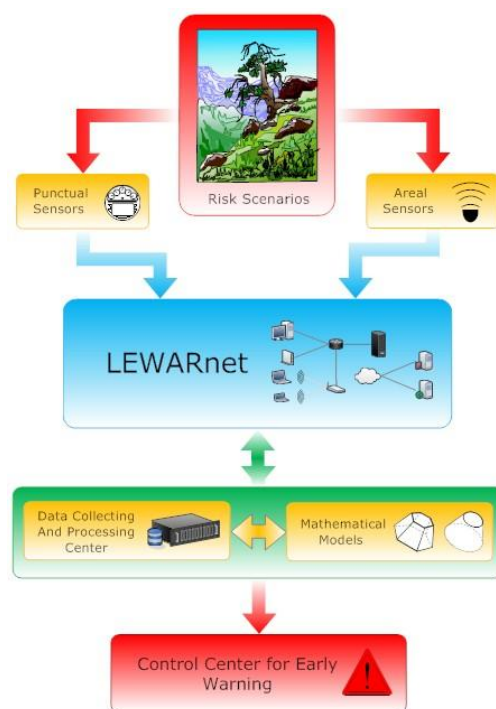 Risk Scenarios
Punctual
Sensors
Areal
Sensors
LEWARnet
Data Collecting
And Processing
Center
Mathematical
Models
Control Center for Early
Warning